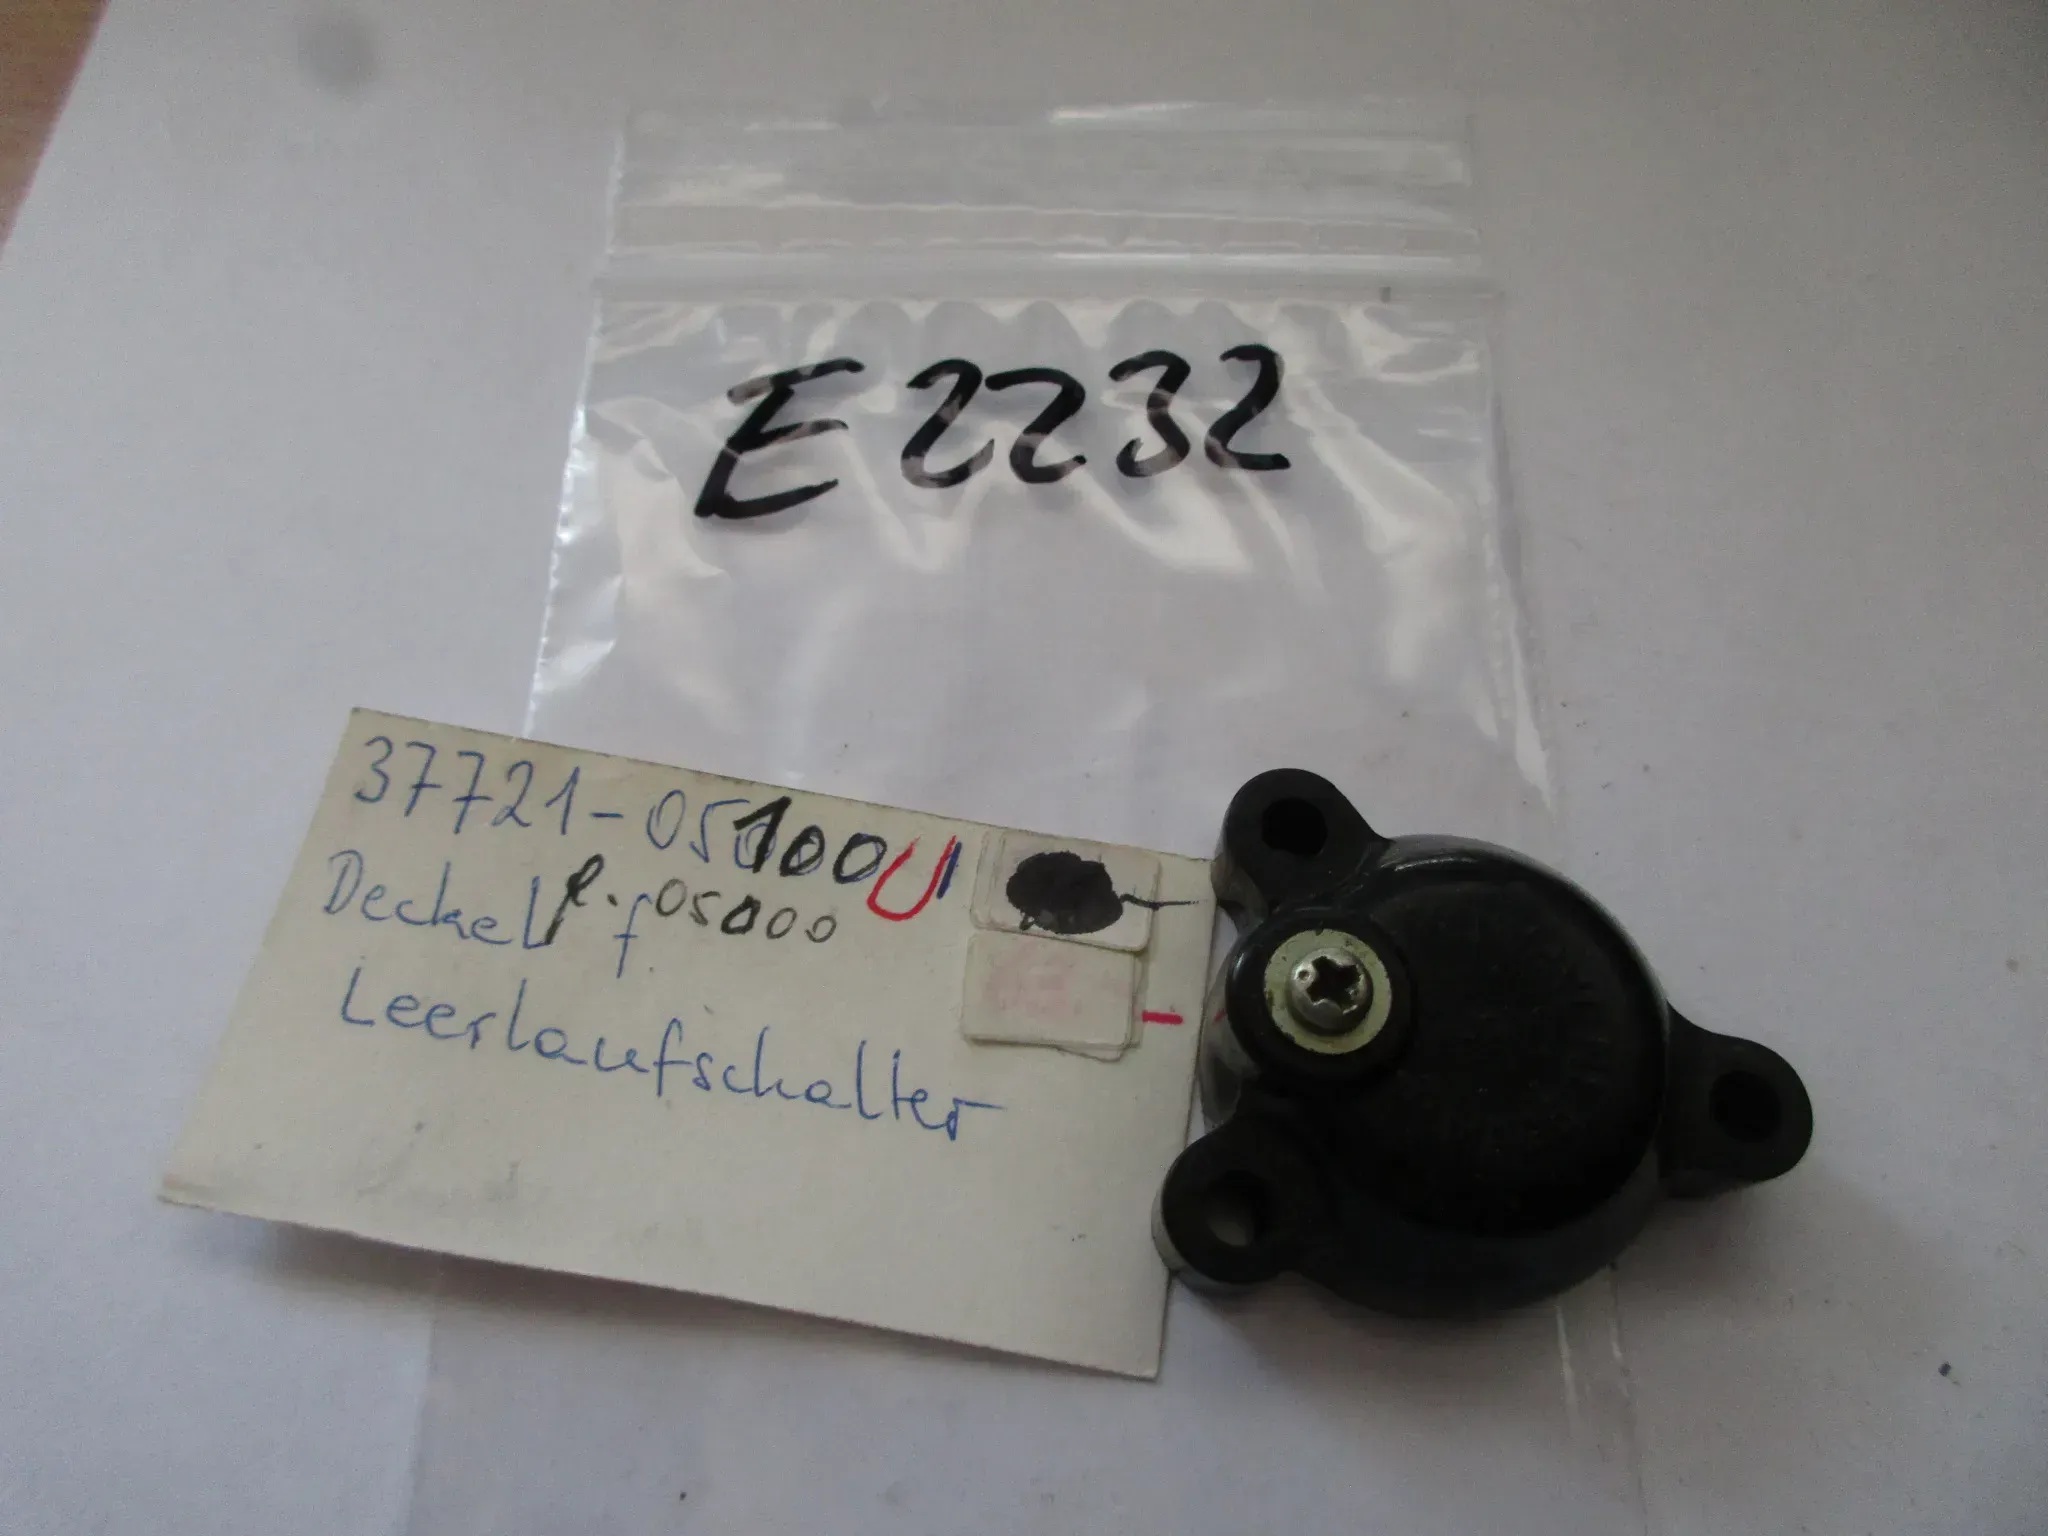 E2232
37721-05100
Deckel f. 05000
f.
Leerlaufschalter